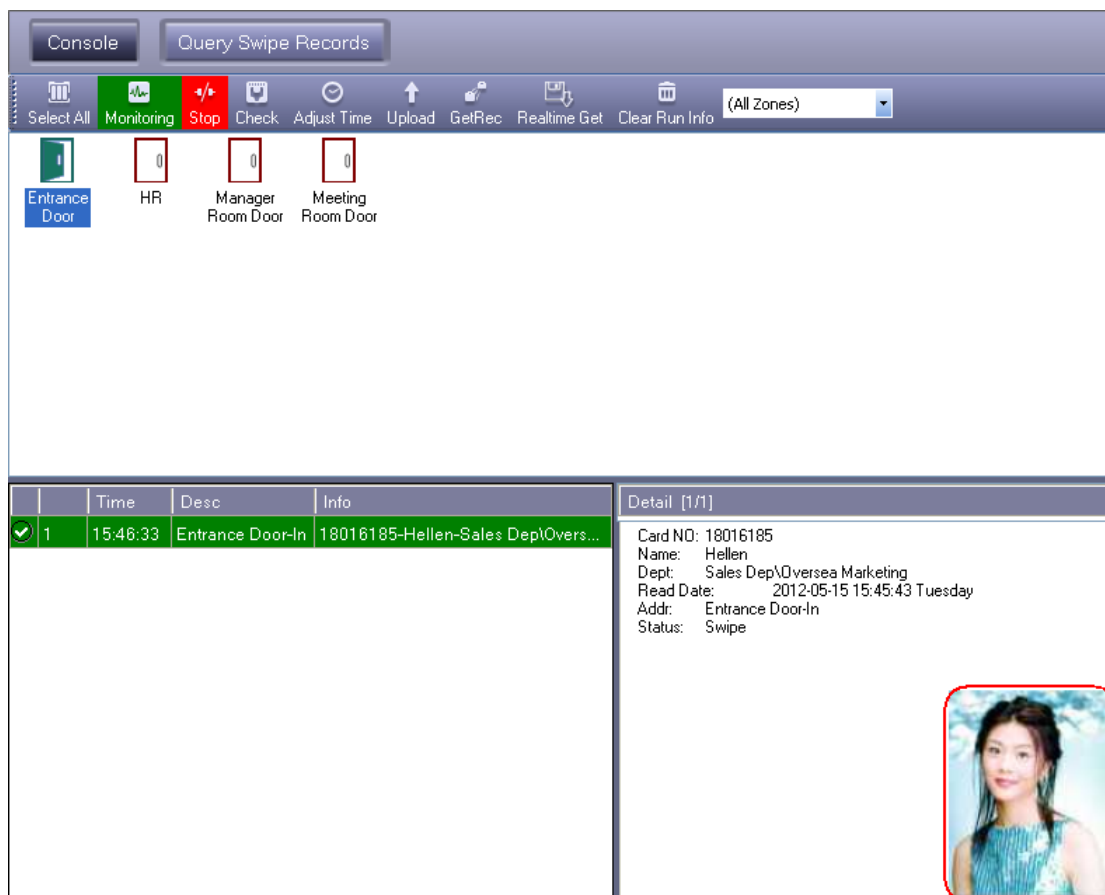 Console Query Swipe Records
Select All Monitoring Stop Check Adjust Time Upload GetRec Realtime Get Clear Run Info (All Zones)
Entrance Door
HR
Manager Room Door
Meeting Room Door
Time Desc Info
1 15:46:33 Entrance Door-In 18016185-Hellen-Sales Dep\Overs...
Detail [1/1]
Card NO: 18016185
Name: Hellen
Dept: Sales Dep\Oversea Marketing
Read Date: 2012-05-15 15:45:43 Tuesday
Addr: Entrance Door-In
Status: Swipe